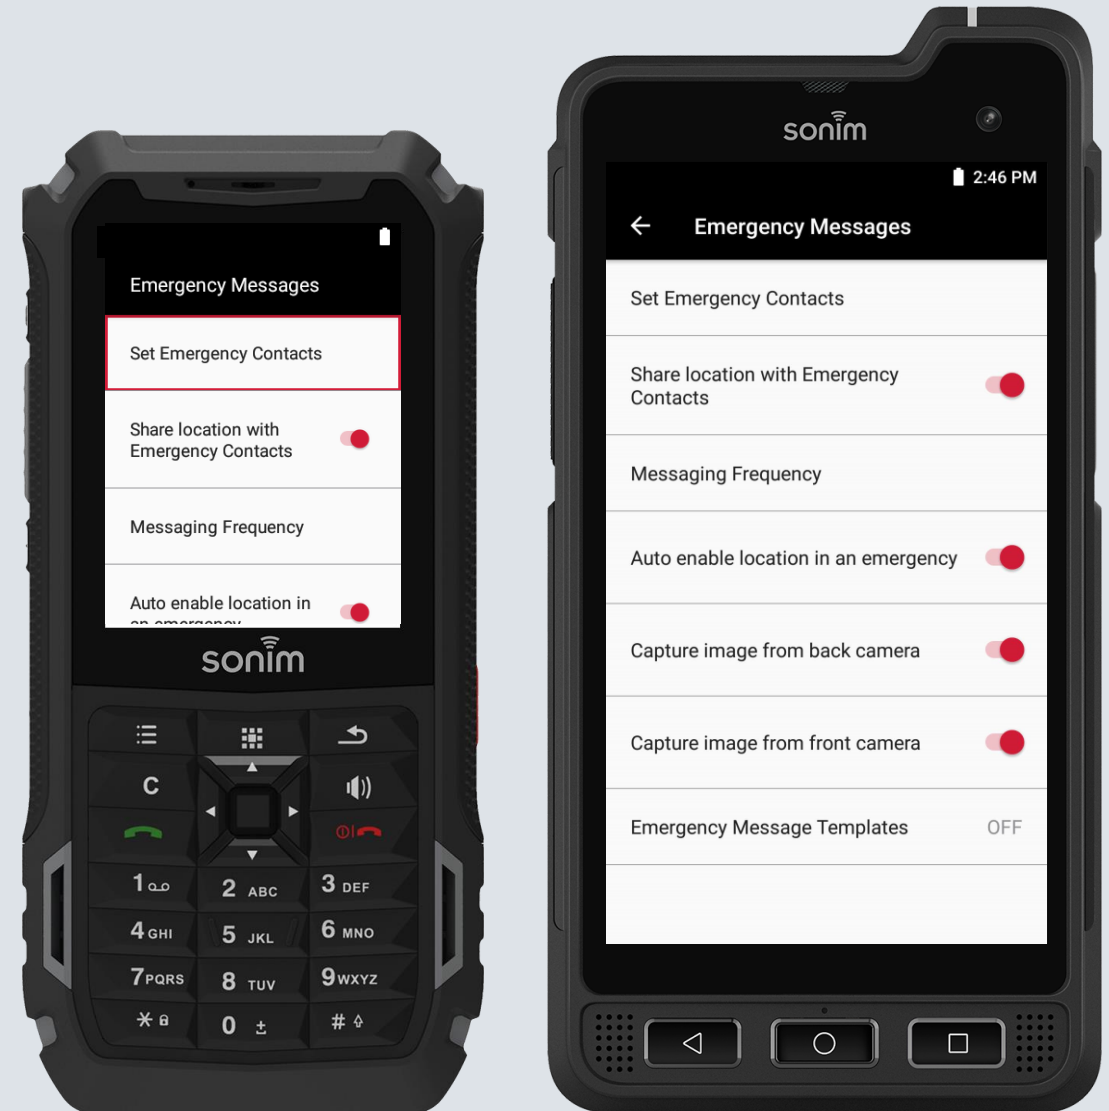 Emergency Messages
Set Emergency Contacts
Share location with
Emergency Contacts
Messaging Frequency
Auto enable location in
an emergency
sonim
C
1
2 ABC
3 DEF
4 GHI
5 JKL
6 MNO
7 PQRS
8 TUV
9 WXYZ
*
0 ±
#
sonim
2:46 PM
Emergency Messages
Set Emergency Contacts
Share location with Emergency
Contacts
Messaging Frequency
Auto enable location in an emergency
Capture image from back camera
Capture image from front camera
Emergency Message Templates OFF